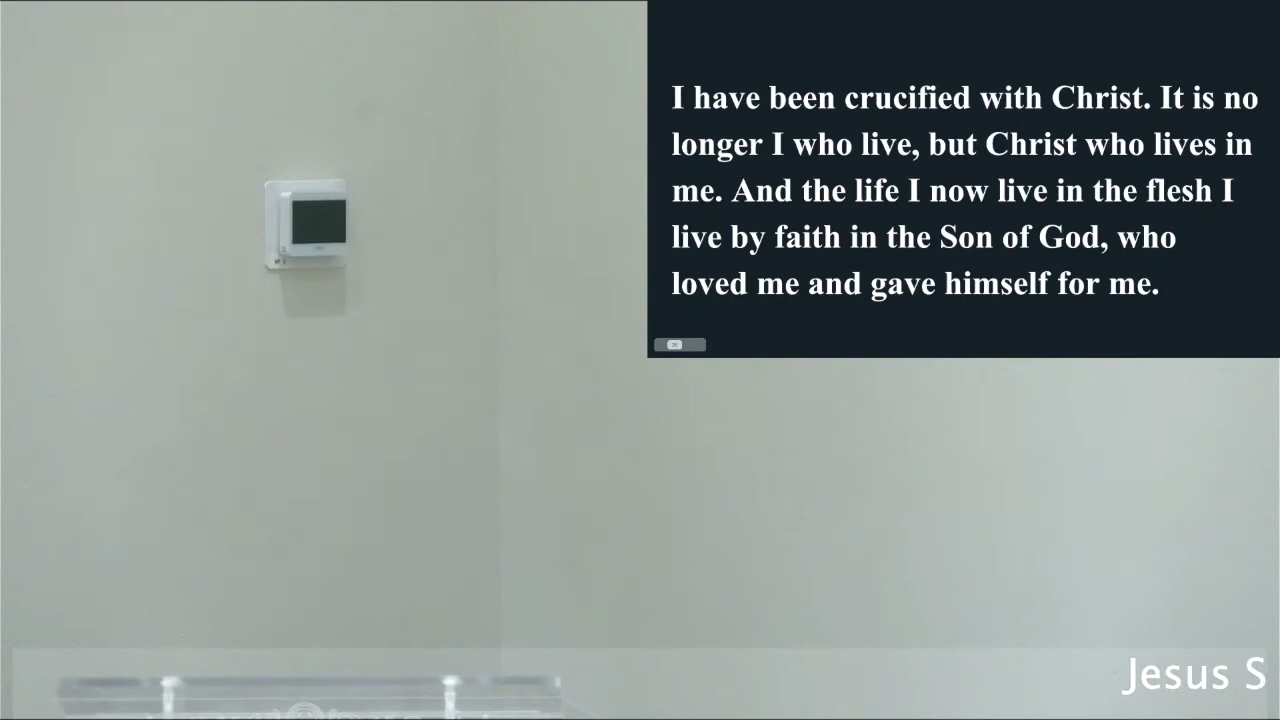 I have been crucified with Christ. It is no
longer I who live, but Christ who lives in
me. And the life I now live in the flesh I
live by faith in the Son of God, who
loved me and gave himself for me.
Jesus S